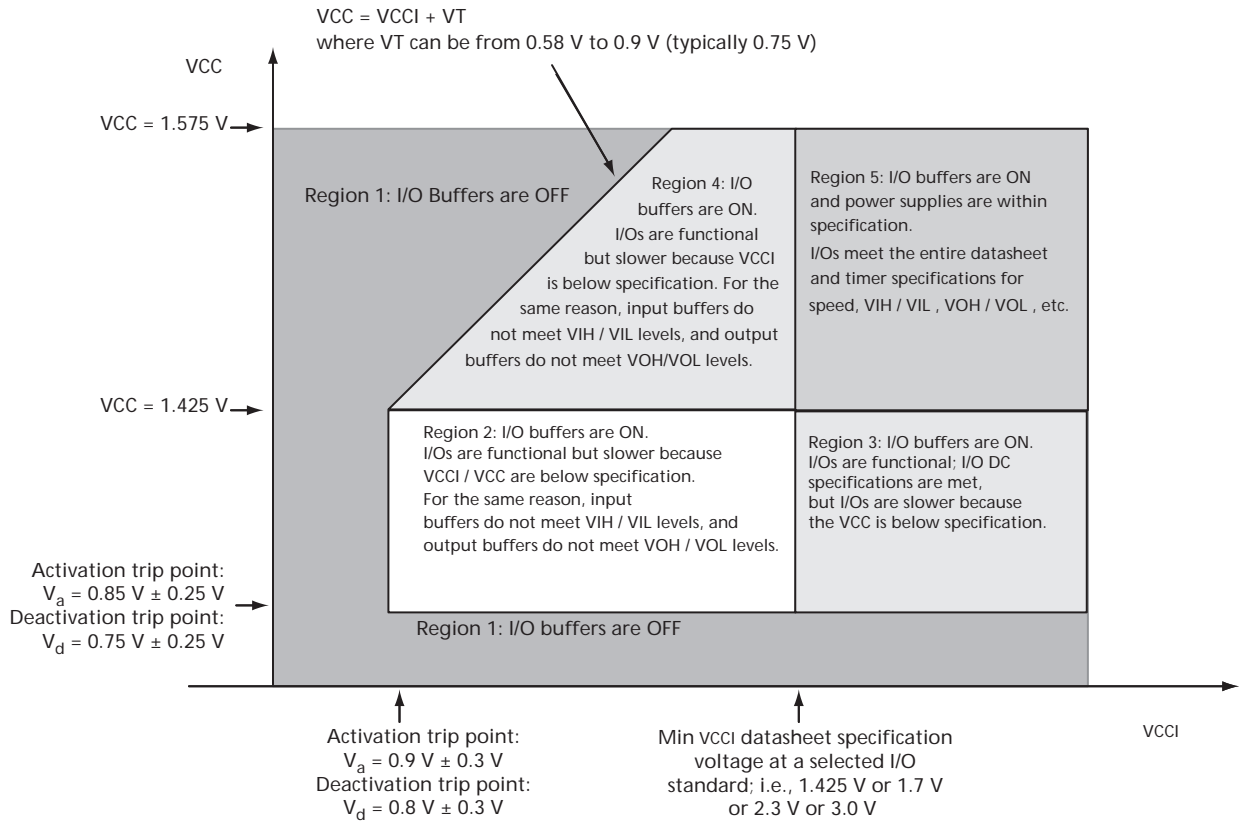 VCC = VCCI + VT
where VT can be from 0.58 V to 0.9 V (typically 0.75 V)
VCC
VCC = 1.575 V
Region 1: I/O Buffers are OFF
Region 4: I/O
buffers are ON.
I/Os are functional
but slower because VCCI
is below specification. For the
same reason, input buffers do
not meet VIH / VIL levels, and output
buffers do not meet VOH/VOL levels.
Region 5: I/O buffers are ON
and power supplies are within
specification.
I/Os meet the entire datasheet
and timer specifications for
speed, VIH / VIL , VOH / VOL , etc.
VCC = 1.425 V
Region 2: I/O buffers are ON.
I/Os are functional but slower because
VCCI / VCC are below specification.
For the same reason, input
buffers do not meet VIH / VIL levels, and
output buffers do not meet VOH / VOL levels.
Region 3: I/O buffers are ON.
I/Os are functional; I/O DC
specifications are met,
but I/Os are slower because
the VCC is below specification.
Activation trip point:
Va = 0.85 V ± 0.25 V
Deactivation trip point:
Vd = 0.75 V ± 0.25 V
Region 1: I/O buffers are OFF
VCCI
Activation trip point:
Va = 0.9 V ± 0.3 V
Deactivation trip point:
Vd = 0.8 V ± 0.3 V
Min VCCI datasheet specification
voltage at a selected I/O
standard; i.e., 1.425 V or 1.7 V
or 2.3 V or 3.0 V